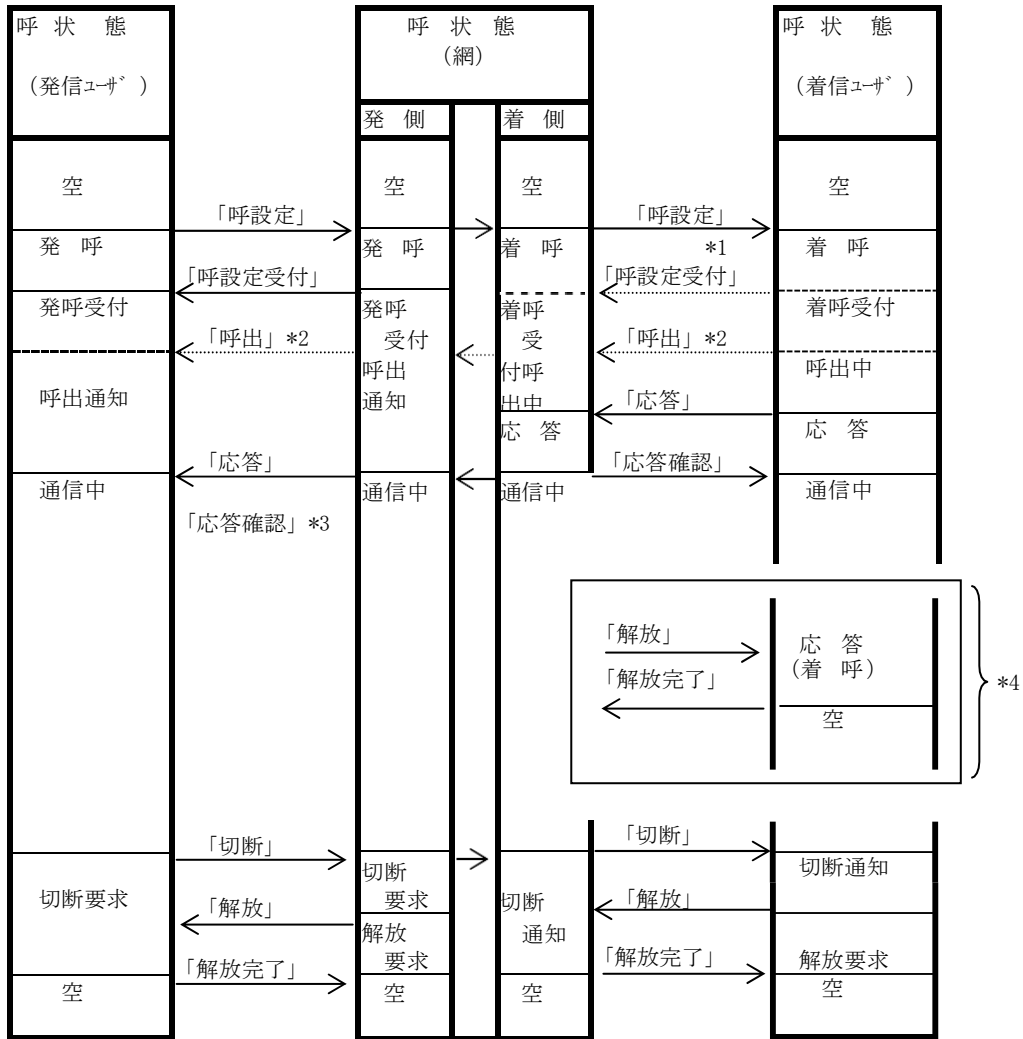 呼 状 態
(発信ﾕｰｻﾞ )
呼 状 態
(網)
呼 状 態
(着信ﾕｰｻﾞ )
発 側
着 側
空
空
空
空
「呼設定」
「呼設定」
*1
発 呼
発 呼
着 呼
着 呼
「呼設定受付」
「呼設定受付」
発呼受付
発呼
受付
着呼
受
付呼
出中
着呼受付
「呼出」*2
「呼出」*2
呼出通知
呼出
通知
呼出中
「応答」
応 答
応 答
「応答」
「応答確認」
通信中
通信中
通信中
通信中
「応答確認」*3
「解放」
応 答
(着 呼)
「解放完了」
空
*4
「切断」
「切断」
切断要求
切断
要求
切断
通知
切断通知
「解放」
「解放」
解放
要求
解放要求
「解放完了」
「解放完了」
空
空
空
空